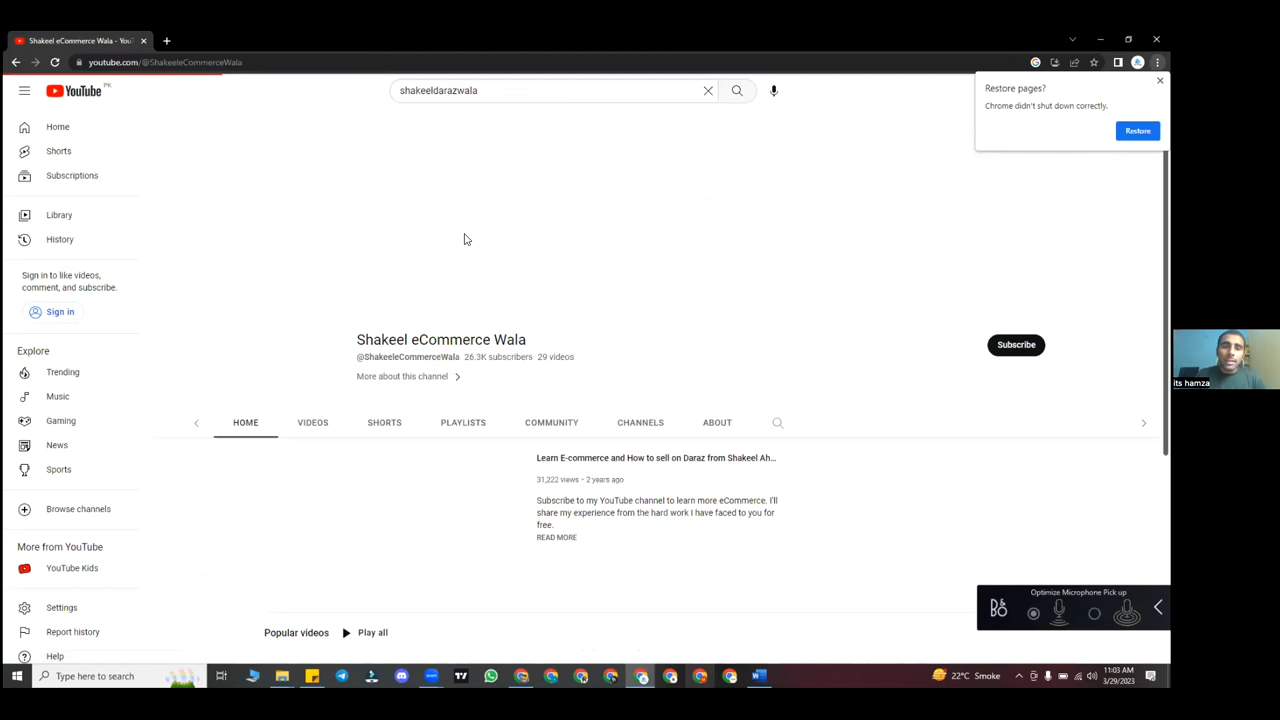 Shakeel eCommerce Wala - YouT
youtube.com/@ShakeeleCommerceWala
YouTube PK
shakeeldarazwala
Restore pages?
Chrome didn't shut down correctly.
Restore
Home
Shorts
Subscriptions
Library
History
Sign in to like videos,
comment, and subscribe.
Sign in
Explore
Trending
Music
Gaming
News
Sports
Browse channels
More from YouTube
YouTube Kids
Settings
Report history
Help
Shakeel eCommerce Wala
@ShakeeleCommerceWala 26.3K subscribers 29 videos
More about this channel
Subscribe
HOME VIDEOS SHORTS PLAYLISTS COMMUNITY CHANNELS ABOUT
Learn E-commerce and How to sell on Daraz from Shakeel Ah...
31,222 views • 2 years ago
Subscribe to my YouTube channel to learn more eCommerce. I'll
share my experience from the hard work I have faced to you for
free.
READ MORE
Popular videos Play all
B&O
Optimize Microphone Pick up
its hamza
Type here to search
22°C Smoke
11:03 AM
3/29/2023